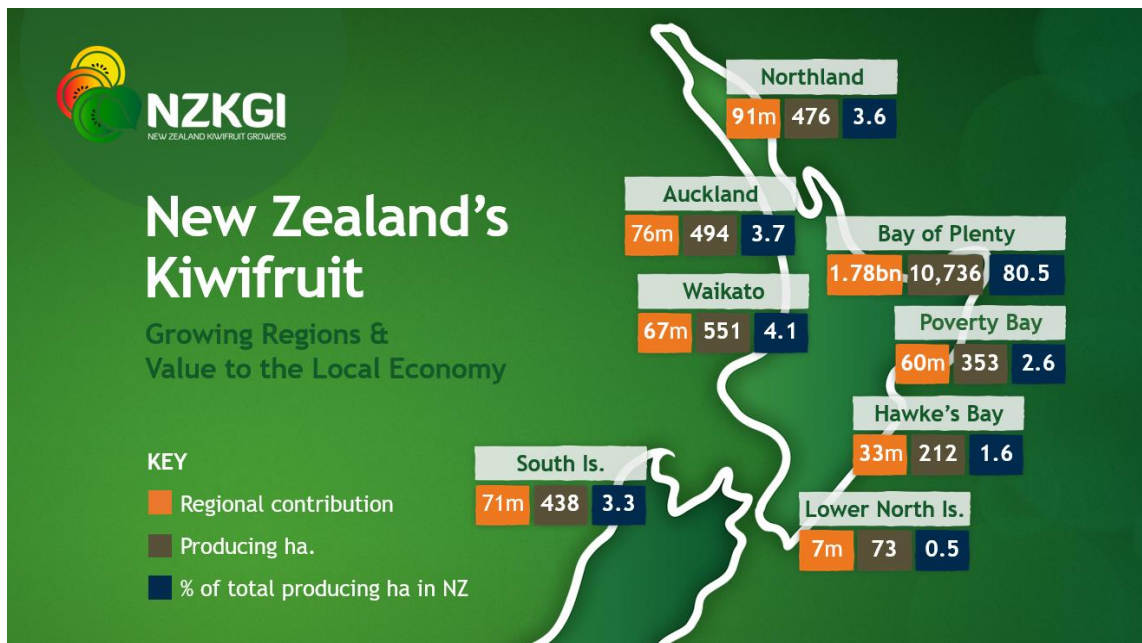 NZKGI
NEW ZEALAND KIWIFRUIT GROWERS
New Zealand's
Kiwifruit
Growing Regions &
Value to the Local Economy
KEY
Regional contribution
Producing ha.
% of total producing ha in NZ
Northland
91m 476 3.6
Auckland
76m 494 3.7
Bay of Plenty
1.78bn 10,736 80.5
Waikato
67m 551 4.1
Poverty Bay
60m 353 2.6
Hawke's Bay
33m 212 1.6
South Is.
71m 438 3.3
Lower North Is.
7m 73 0.5